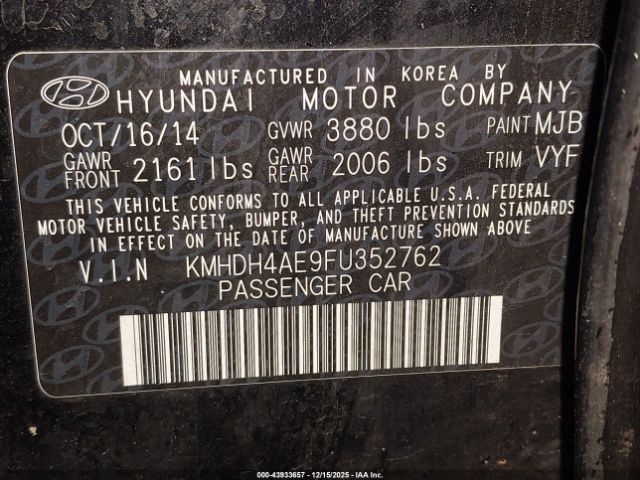 MANUFACTURED IN KOREA BY
HYUNDAI MOTOR COMPANY
OCT/16/14 GVWR 3880 lbs PAINT MJB
GAWR FRONT 2161 lbs GAWR REAR 2006 lbs TRIM VYF
THIS VEHICLE CONFORMS TO ALL APPLICABLE U.S.A. FEDERAL
MOTOR VEHICLE SAFETY, BUMPER, AND THEFT PREVENTION STANDARDS
IN EFFECT ON THE DATE OF MANUFACTURE SHOWN ABOVE.
V.I.N KMHDH4AE9FU352762
PASSENGER CAR
000-43933657 - 12/15/2025 - IAA Inc.